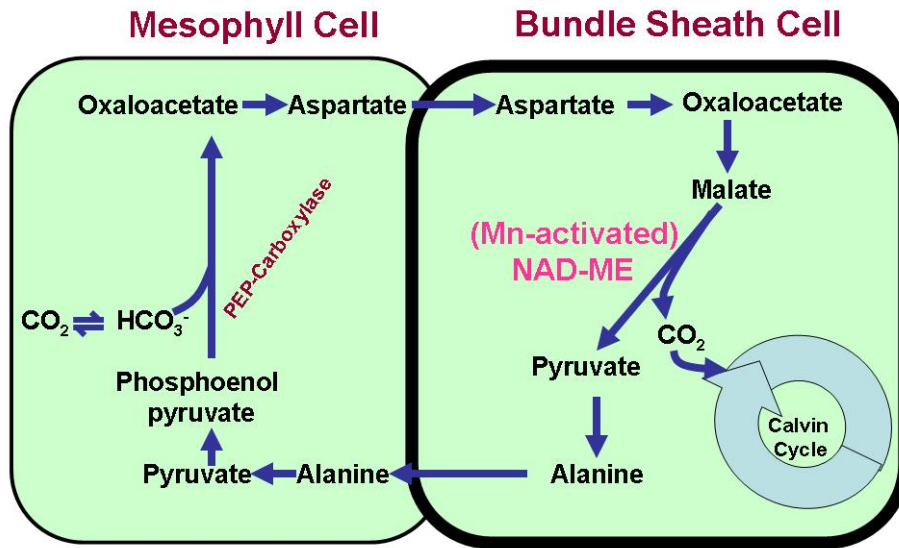 Mesophyll Cell
Bundle Sheath Cell
Oxaloacetate
Aspartate
Aspartate
Oxaloacetate
Malate
(Mn-activated)
NAD-ME
PEP-Carboxylase
CO₂
HCO₃⁻
CO₂
Pyruvate
Phosphoenol
pyruvate
Calvin
Cycle
Pyruvate
Alanine
Alanine